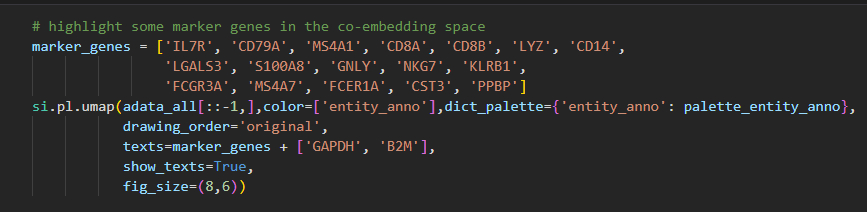 # highlight some marker genes in the co-embedding space
marker_genes = ['IL7R', 'CD79A', 'MS4A1', 'CD8A', 'CD8B', 'LYZ', 'CD14',
                'LGALS3', 'S100A8', 'GNLY', 'NKG7', 'KLRB1',
                'FCGR3A', 'MS4A7', 'FCER1A', 'CST3', 'PPBP']
si.pl.umap(adata_all[::-1,],color=['entity_anno'],dict_palette={'entity_anno': palette_entity_anno},
           drawing_order='original',
           texts=marker_genes + ['GAPDH', 'B2M'],
           show_texts=True,
           fig_size=(8,6))